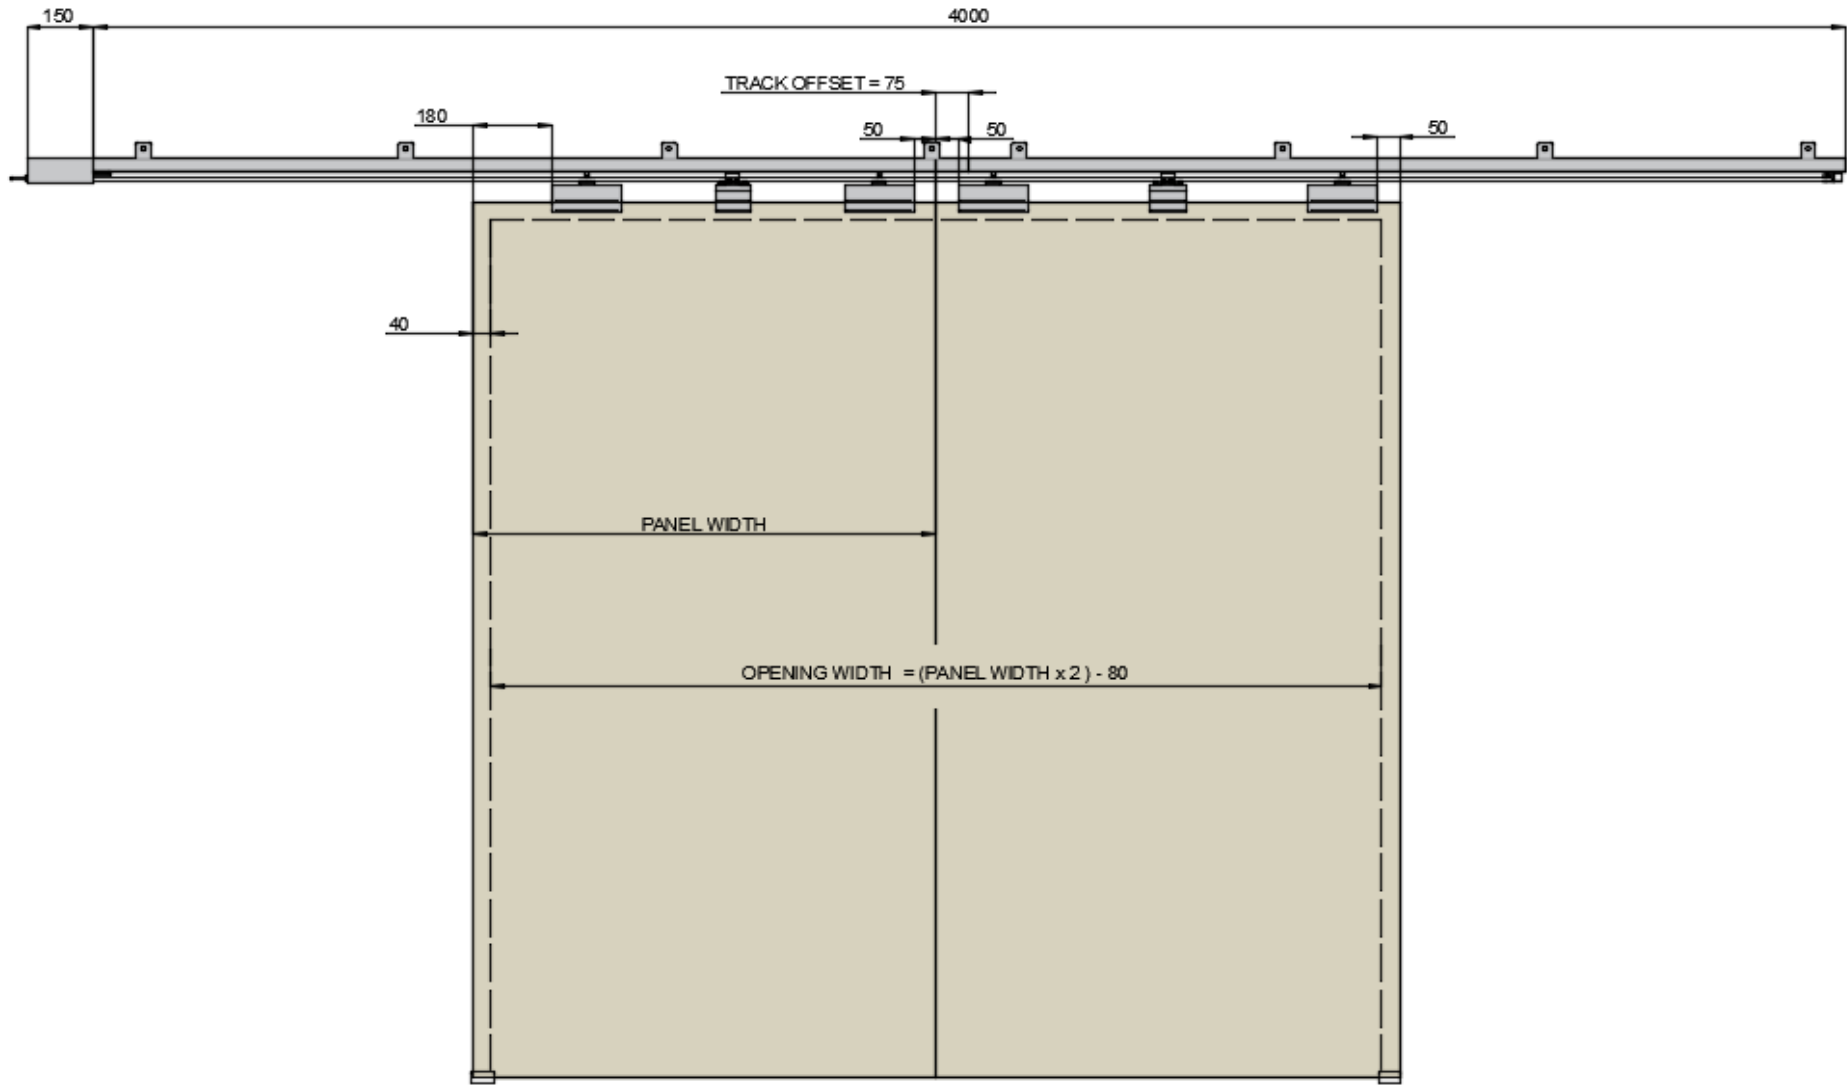 150
4000
TRACK OFFSET = 75
180
50
50
50
40
PANEL WIDTH
OPENING WIDTH = (PANEL WIDTH x 2 ) - 80